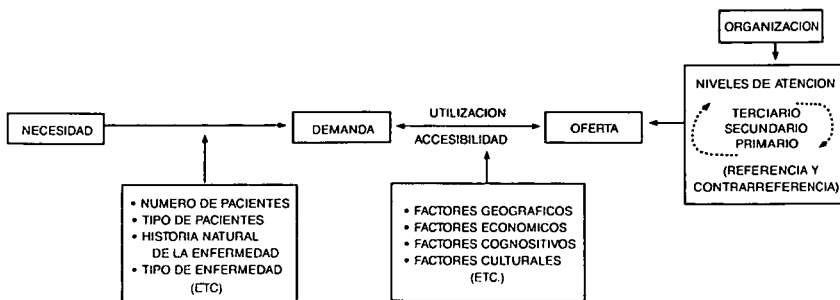 ORGANIZACION
NIVELES DE ATENCION
TERCIARIO
SECUNDARIO
PRIMARIO
(REFERENCIA Y
CONTRARREFERENCIA)
NECESIDAD
DEMANDA
UTILIZACION
ACCESIBILIDAD
OFERTA
• NUMERO DE PACIENTES
• TIPO DE PACIENTES
• HISTORIA NATURAL
DE LA ENFERMEDAD
• TIPO DE ENFERMEDAD
(ETC)
• FACTORES GEOGRAFICOS
• FACTORES ECONOMICOS
• FACTORES COGNOSITIVOS
• FACTORES CULTURALES
(ETC.)